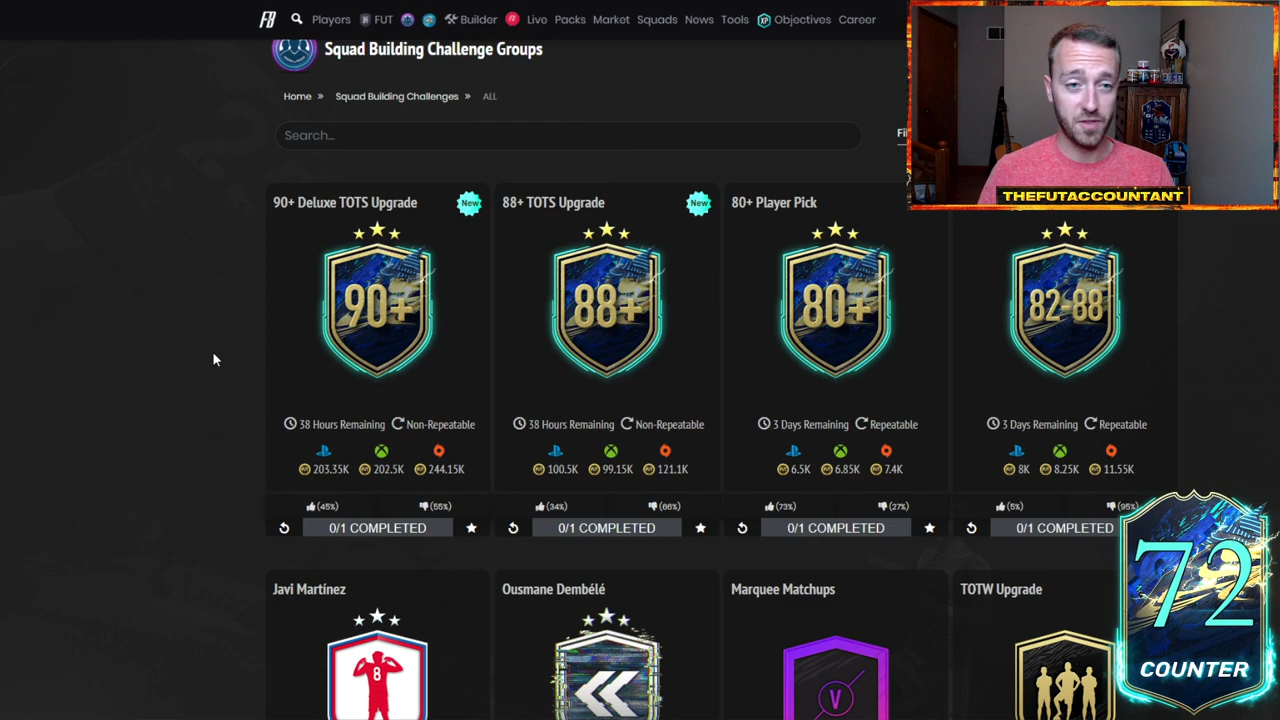 F8 Players FUT Builder Live Packs Market Squads News Tools XP Objectives Career
Squad Building Challenge Groups
Home » Squad Building Challenges » ALL
Search...
THEFUTACCOUNTANT
90+ Deluxe TOTS Upgrade New
88+ TOTS Upgrade New
80+ Player Pick
90+
88+
80+
82-88
38 Hours Remaining Non-Repeatable
38 Hours Remaining Non-Repeatable
3 Days Remaining Repeatable
3 Days Remaining Repeatable
203.35K 202.5K 244.15K
100.5K 99.15K 121.1K
6.5K 6.85K 7.4K
8K 8.25K 11.55K
(45%) (55%)
(34%) (66%)
(73%) (27%)
(5%) (95%)
0/1 COMPLETED
0/1 COMPLETED
0/1 COMPLETED
0/1 COMPLETED
Javi Martínez
Ousmane Dembélé
Marquee Matchups
TOTW Upgrade
8
V
72
COUNTER